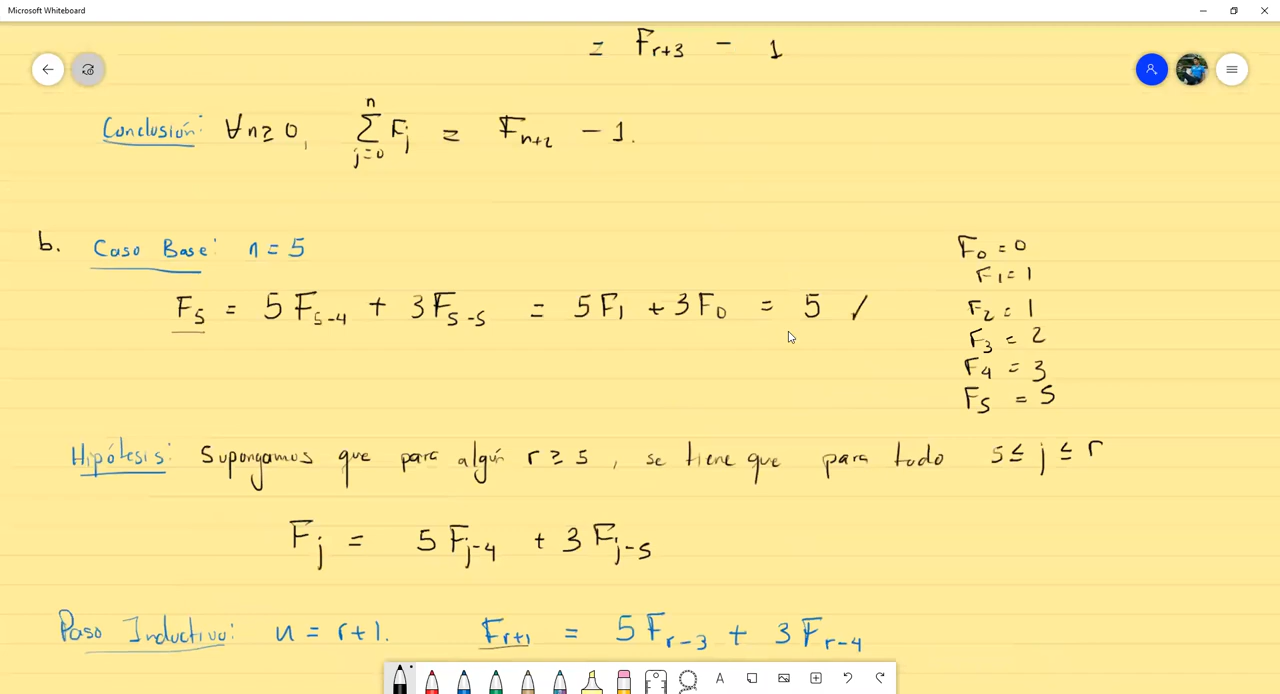 Microsoft Whiteboard
= F_{r+3} - 1
Conclusión: ∀n≥0, ∑_{j=0}^{n} F_j = F_{n+2} - 1.
b. Caso Base: n = 5
F_5 = 5F_{5-4} + 3F_{5-5} = 5F_1 + 3F_0 = 5 ✓
F_0 = 0
F_1 = 1
F_2 = 1
F_3 = 2
F_4 = 3
F_5 = 5
Hipótesis: Supongamos que para algún r ≥ 5, se tiene que para todo 5 ≤ j ≤ r
F_j = 5F_{j-4} + 3F_{j-5}
Paso Inductivo: n = r+1. F_{r+1} = 5F_{r-3} + 3F_{r-4}
A